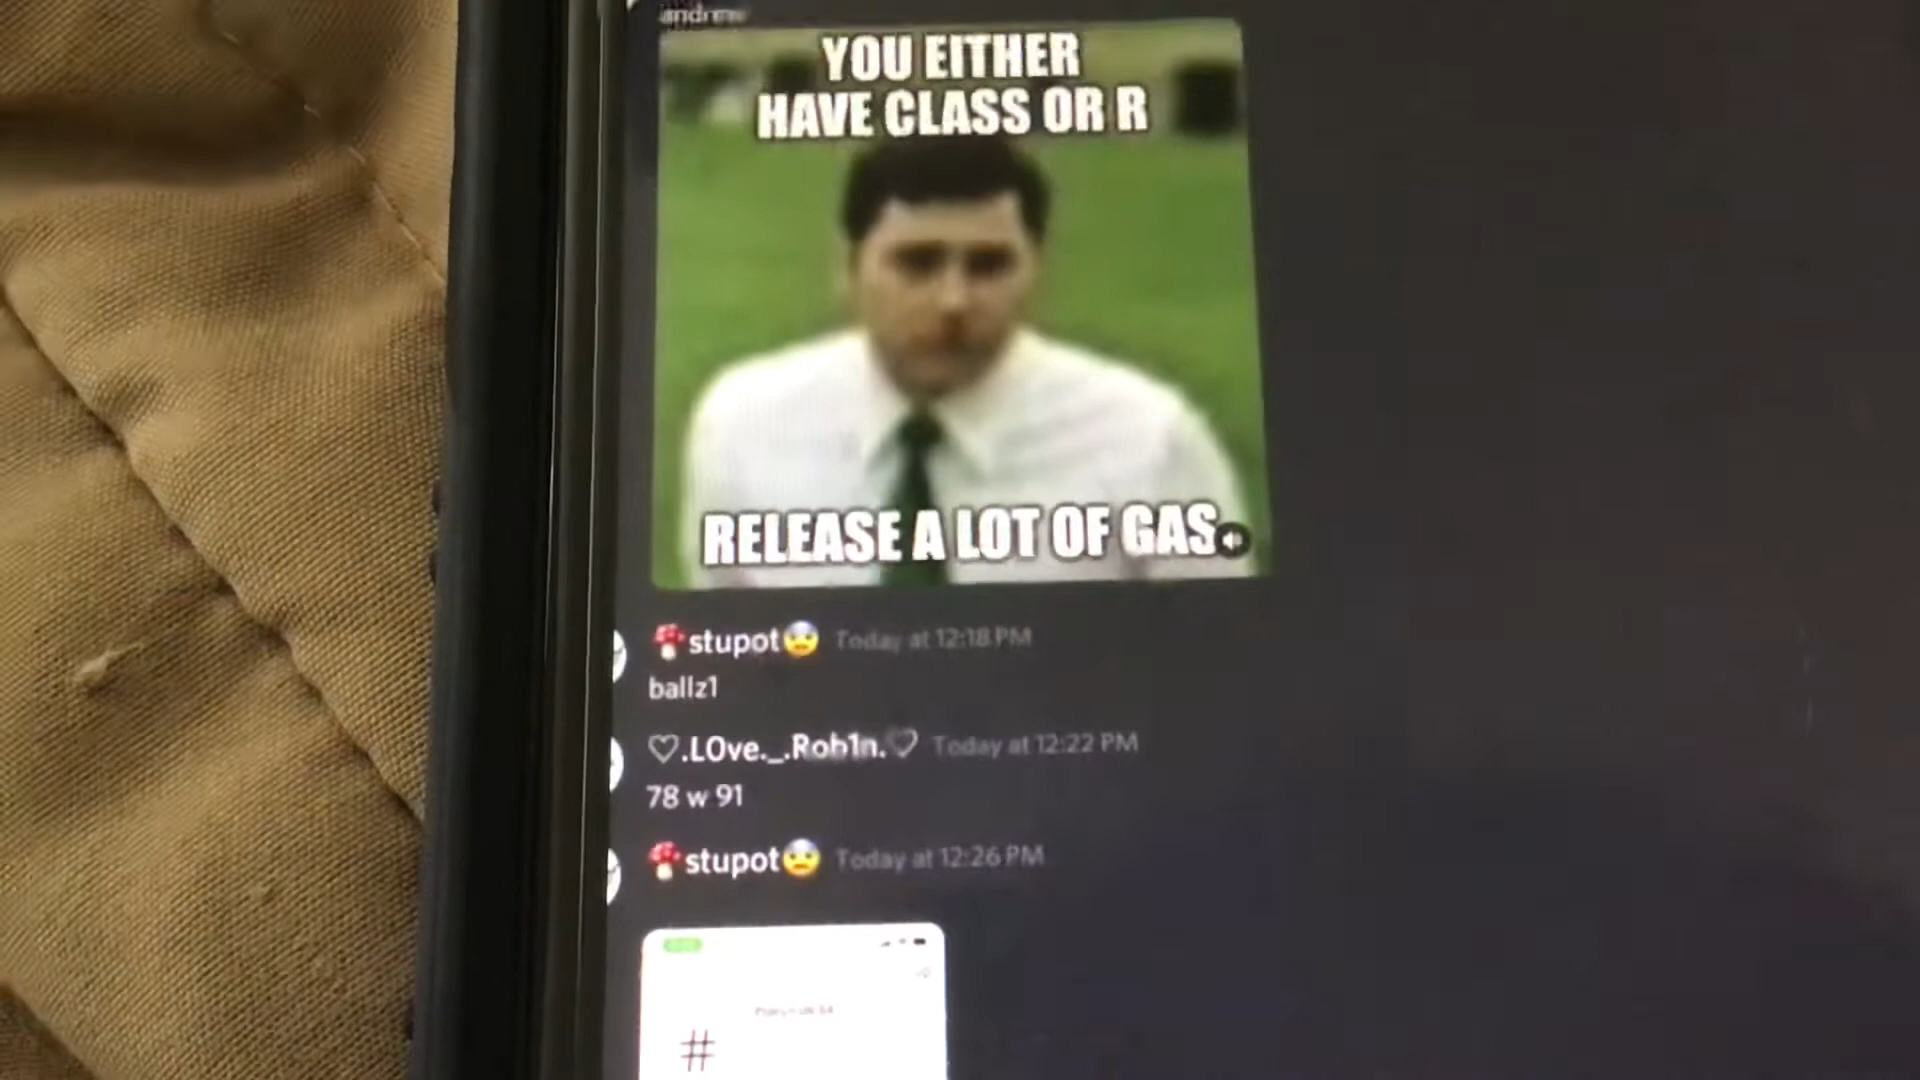 andrew
YOU EITHER
HAVE CLASS OR R
RELEASE A LOT OF GAS
stupot Today at 12:18 PM
ballz1
♡.L0ve._.Rob1n.♡ Today at 12:22 PM
78 w 91
stupot Today at 12:26 PM
#